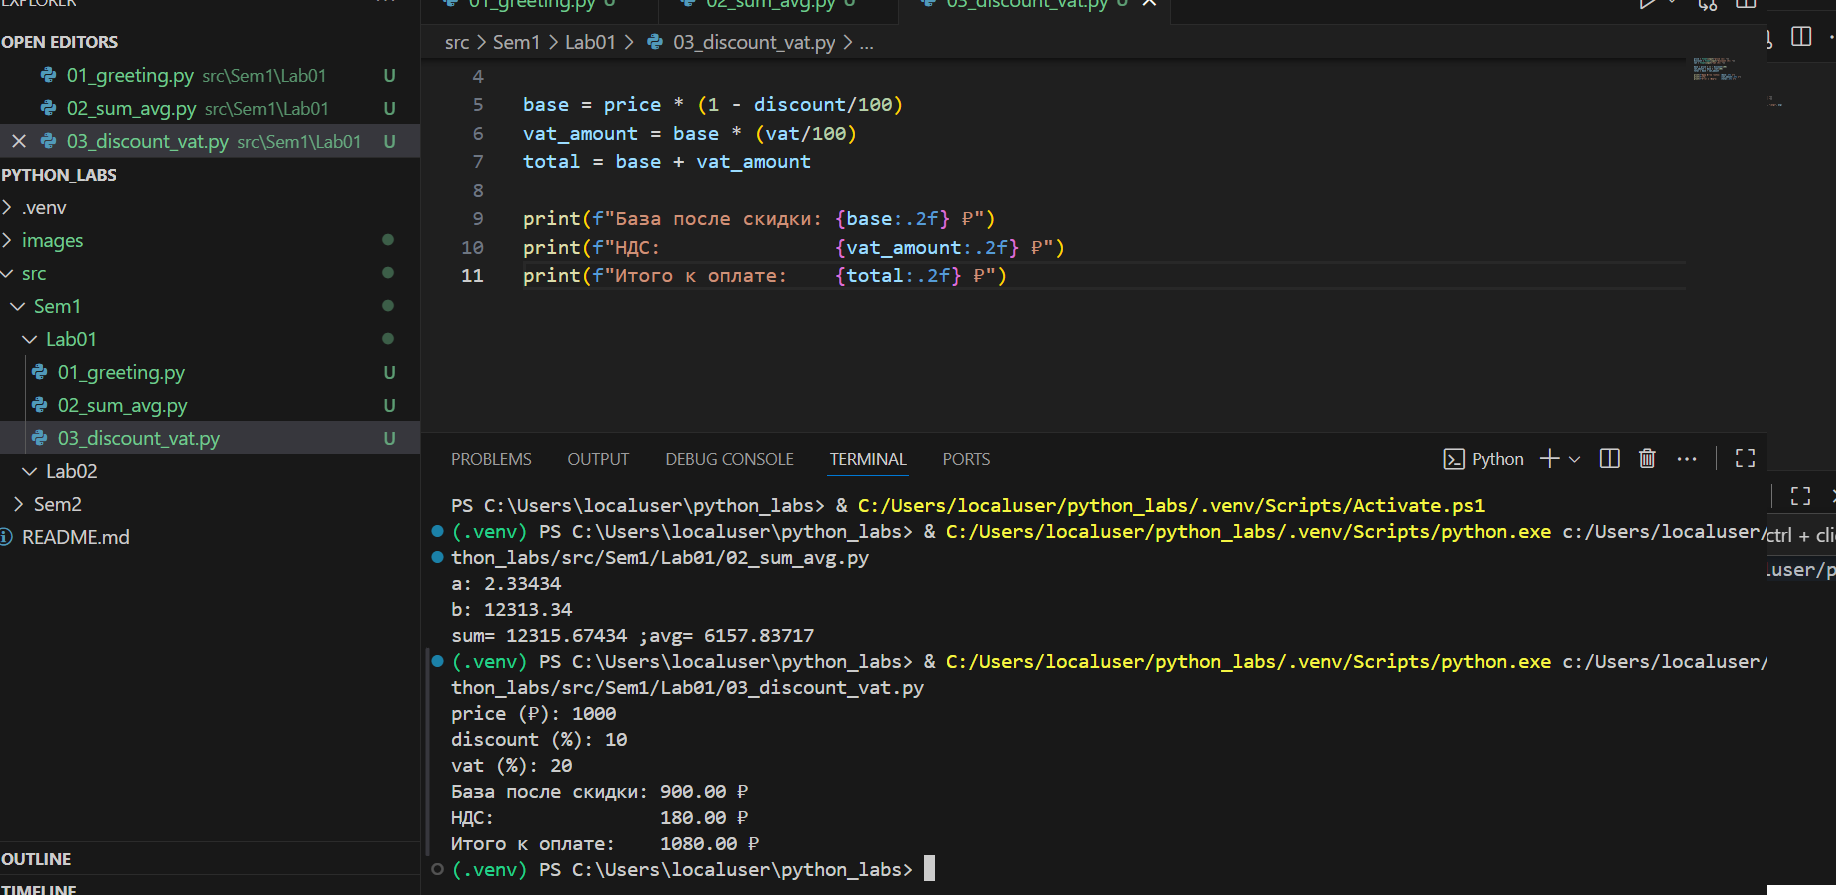 EXPLORER
OPEN EDITORS
01_greeting.py src\Sem1\Lab01 U
02_sum_avg.py src\Sem1\Lab01 U
03_discount_vat.py src\Sem1\Lab01 U
PYTHON_LABS
.venv
images
src
Sem1
Lab01
01_greeting.py U
02_sum_avg.py U
03_discount_vat.py U
Lab02
Sem2
README.md
OUTLINE
TIMELINE
01_greeting.py U 02_sum_avg.py U 03_discount_vat.py U
src > Sem1 > Lab01 > 03_discount_vat.py > ...
4
5 base = price * (1 - discount/100)
6 vat_amount = base * (vat/100)
7 total = base + vat_amount
8
9 print(f"База после скидки: {base:.2f} ₽")
10 print(f"НДС:               {vat_amount:.2f} ₽")
11 print(f"Итого к оплате:    {total:.2f} ₽")
PROBLEMS OUTPUT DEBUG CONSOLE TERMINAL PORTS Python
PS C:\Users\localuser\python_labs> & C:/Users/localuser/python_labs/.venv/Scripts/Activate.ps1
(.venv) PS C:\Users\localuser\python_labs> & C:/Users/localuser/python_labs/.venv/Scripts/python.exe c:/Users/localuser/
thon_labs/src/Sem1/Lab01/02_sum_avg.py
a: 2.33434
b: 12313.34
sum= 12315.67434 ;avg= 6157.83717
(.venv) PS C:\Users\localuser\python_labs> & C:/Users/localuser/python_labs/.venv/Scripts/python.exe c:/Users/localuser/
thon_labs/src/Sem1/Lab01/03_discount_vat.py
price (₽): 1000
discount (%): 10
vat (%): 20
База после скидки: 900.00 ₽
НДС:               180.00 ₽
Итого к оплате:    1080.00 ₽
(.venv) PS C:\Users\localuser\python_labs>
ctrl + cli
user/p